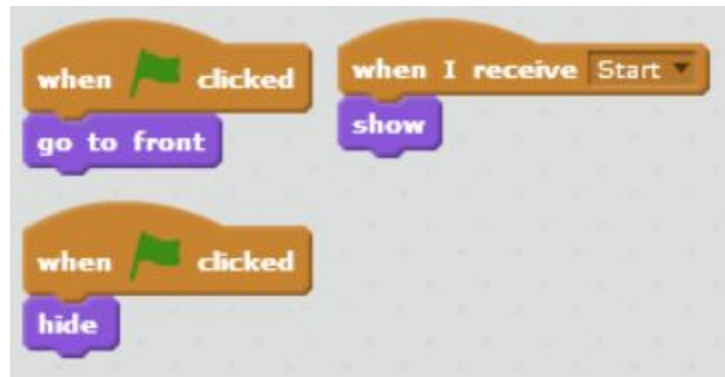 when clicked
go to front
when I receive Start
show
when clicked
hide